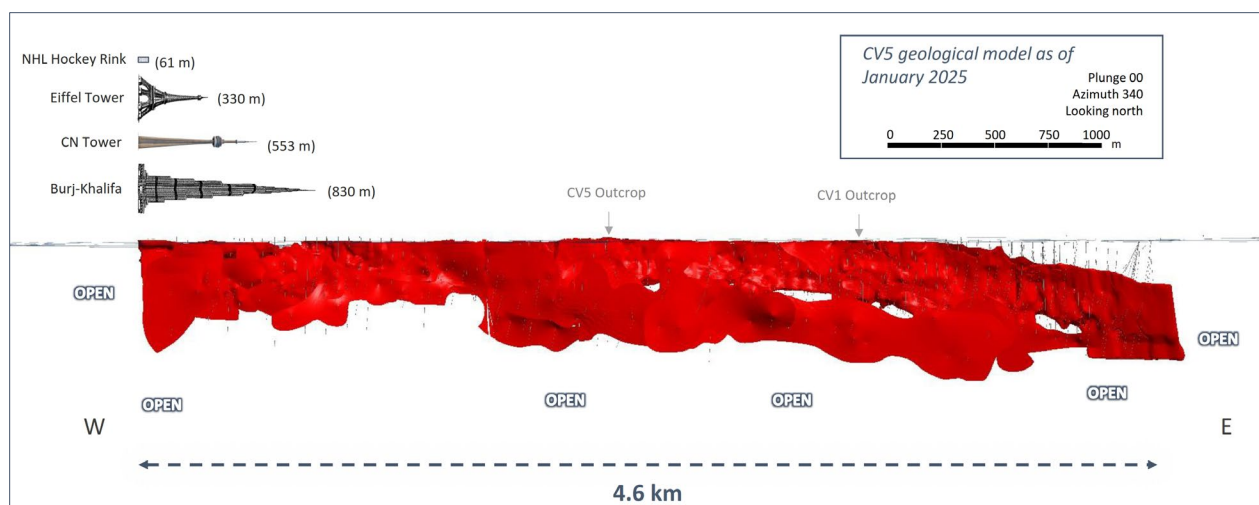 NHL Hockey Rink (61 m)
Eiffel Tower (330 m)
CN Tower (553 m)
Burj-Khalifa (830 m)
CV5 geological model as of
January 2025
Plunge 00
Azimuth 340
Looking north
0 250 500 750 1000 m
CV5 Outcrop
CV1 Outcrop
OPEN
OPEN
OPEN
OPEN
OPEN
OPEN
W
E
4.6 km